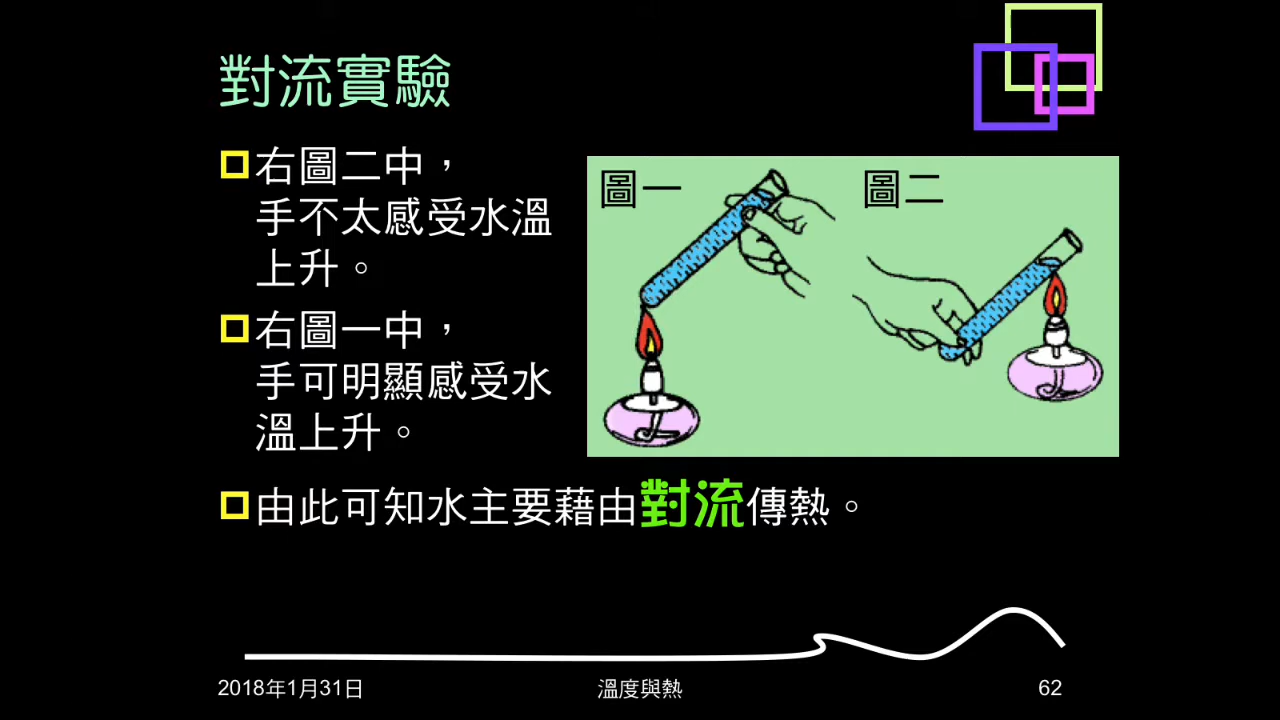 對流實驗
右圖二中，
手不太感受水溫
上升。
右圖一中，
手可明顯感受水
溫上升。
圖一
圖二
由此可知水主要藉由對流傳熱。
2018年1月31日
溫度與熱
62